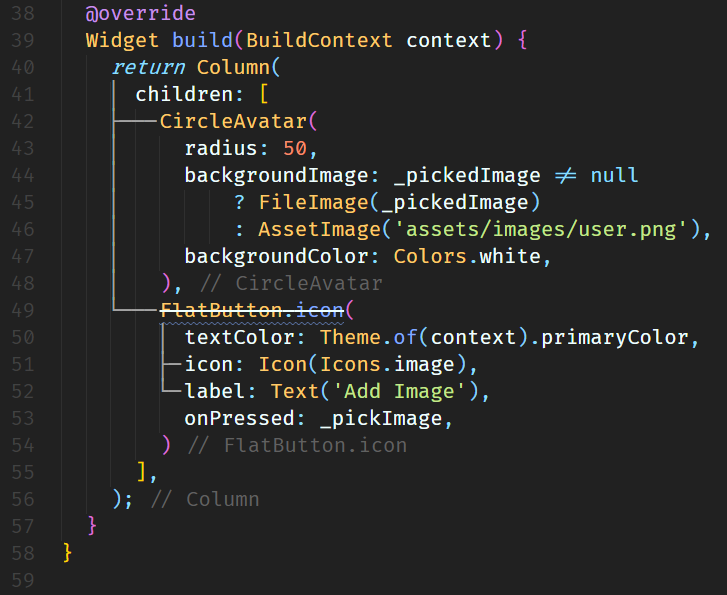 38 @override
39 Widget build(BuildContext context) {
40 return Column(
41 children: [
42 CircleAvatar(
43 radius: 50,
44 backgroundImage: _pickedImage != null
45 ? FileImage(_pickedImage)
46 : AssetImage('assets/images/user.png'),
47 backgroundColor: Colors.white,
48 ), // CircleAvatar
49 FlatButton.icon(
50 textColor: Theme.of(context).primaryColor,
51 icon: Icon(Icons.image),
52 label: Text('Add Image'),
53 onPressed: _pickImage,
54 ) // FlatButton.icon
55 ],
56 ); // Column
57 }
58 }
59